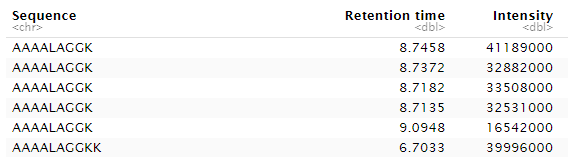 Sequence Retention time Intensity
<chr> <dbl> <dbl>
AAAALAGGK 8.7458 41189000
AAAALAGGK 8.7372 32882000
AAAALAGGK 8.7182 33508000
AAAALAGGK 8.7135 32531000
AAAALAGGK 9.0948 16542000
AAAALAGGKK 6.7033 39996000